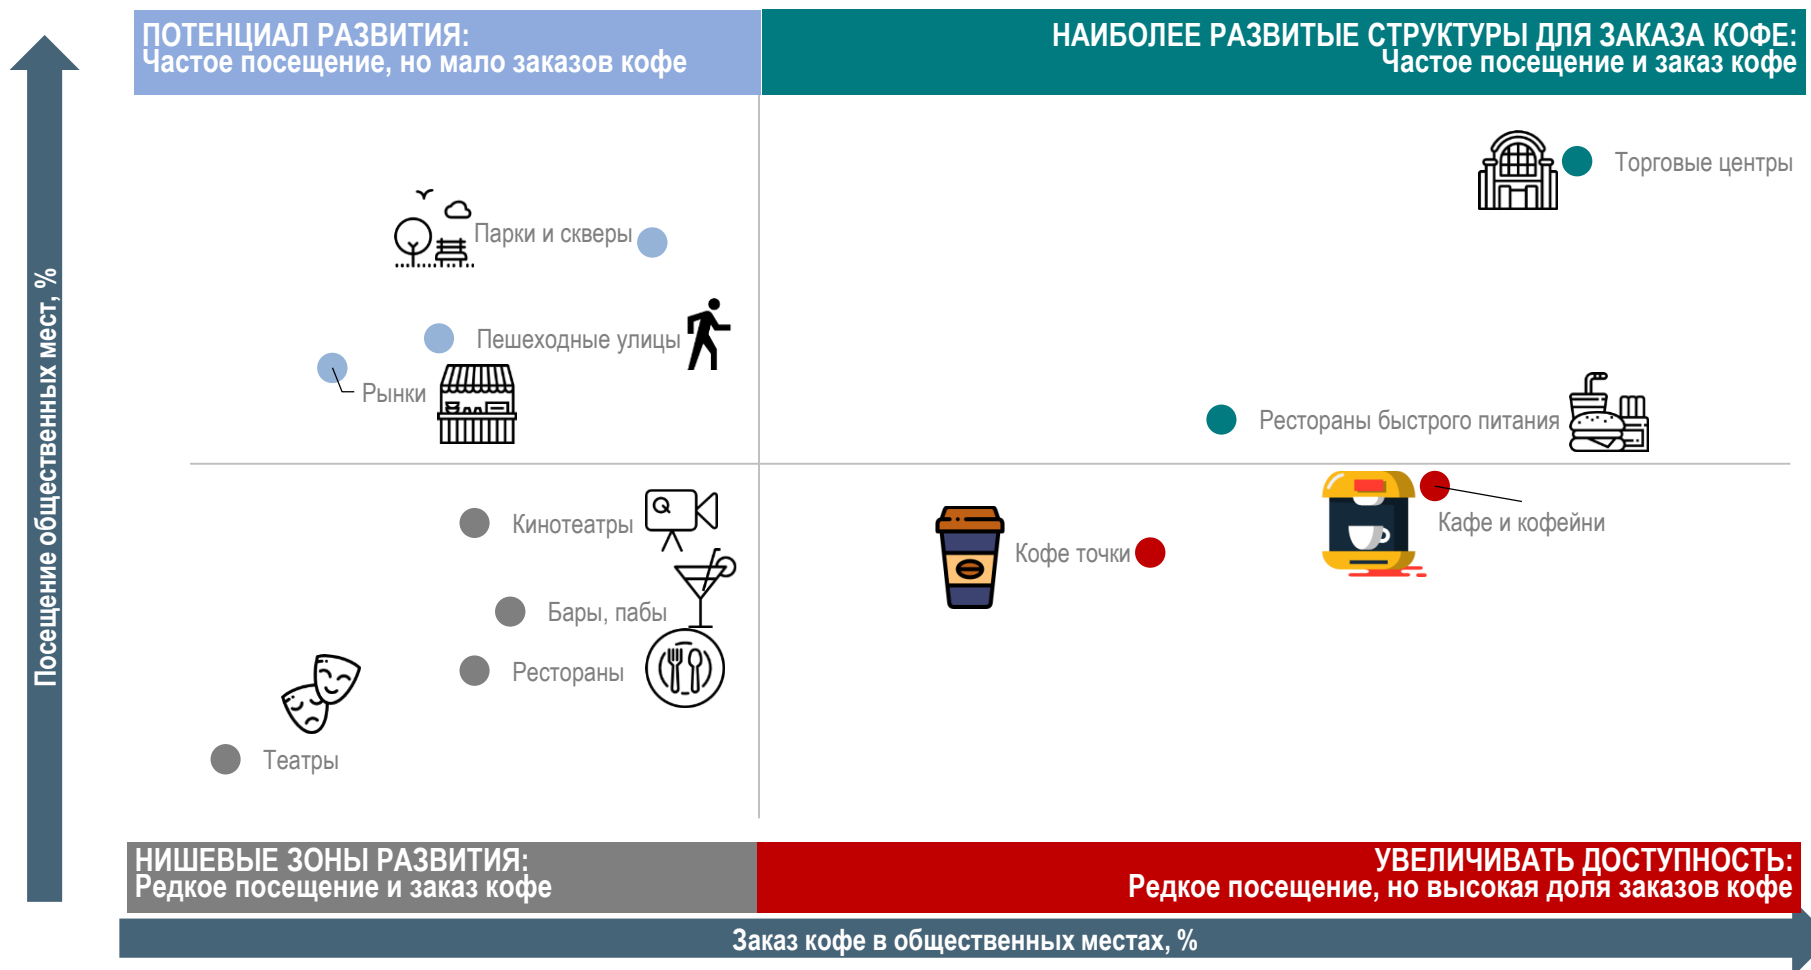 ПОТЕНЦИАЛ РАЗВИТИЯ:
Частое посещение, но мало заказов кофе
НАИБОЛЕЕ РАЗВИТЫЕ СТРУКТУРЫ ДЛЯ ЗАКАЗА КОФЕ:
Частое посещение и заказ кофе
Торговые центры
Парки и скверы
Пешеходные улицы
Рынки
Рестораны быстрого питания
Посещение общественных мест, %
Кинотеатры
Кафе и кофейни
Кофе точки
Бары, пабы
Рестораны
Театры
НИШЕВЫЕ ЗОНЫ РАЗВИТИЯ:
Редкое посещение и заказ кофе
УВЕЛИЧИВАТЬ ДОСТУПНОСТЬ:
Редкое посещение, но высокая доля заказов кофе
Заказ кофе в общественных местах, %